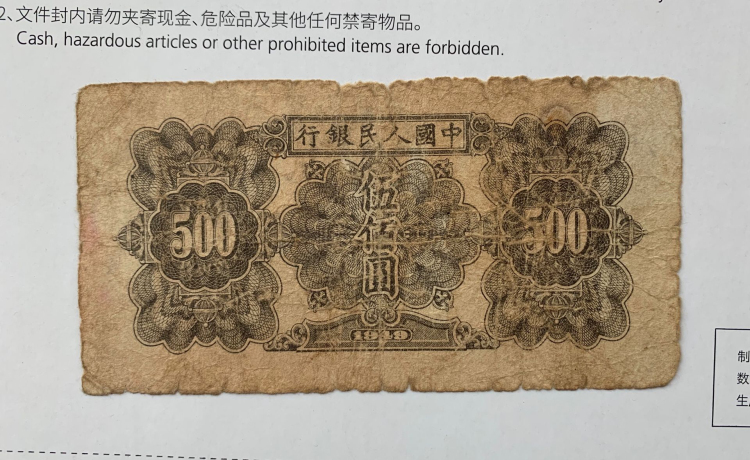 2、文件封内请勿夹寄现金、危险品及其他任何禁寄物品。
Cash, hazardous articles or other prohibited items are forbidden.
行銀民人國中
500
伍佰圓
500
1949
制
数
生